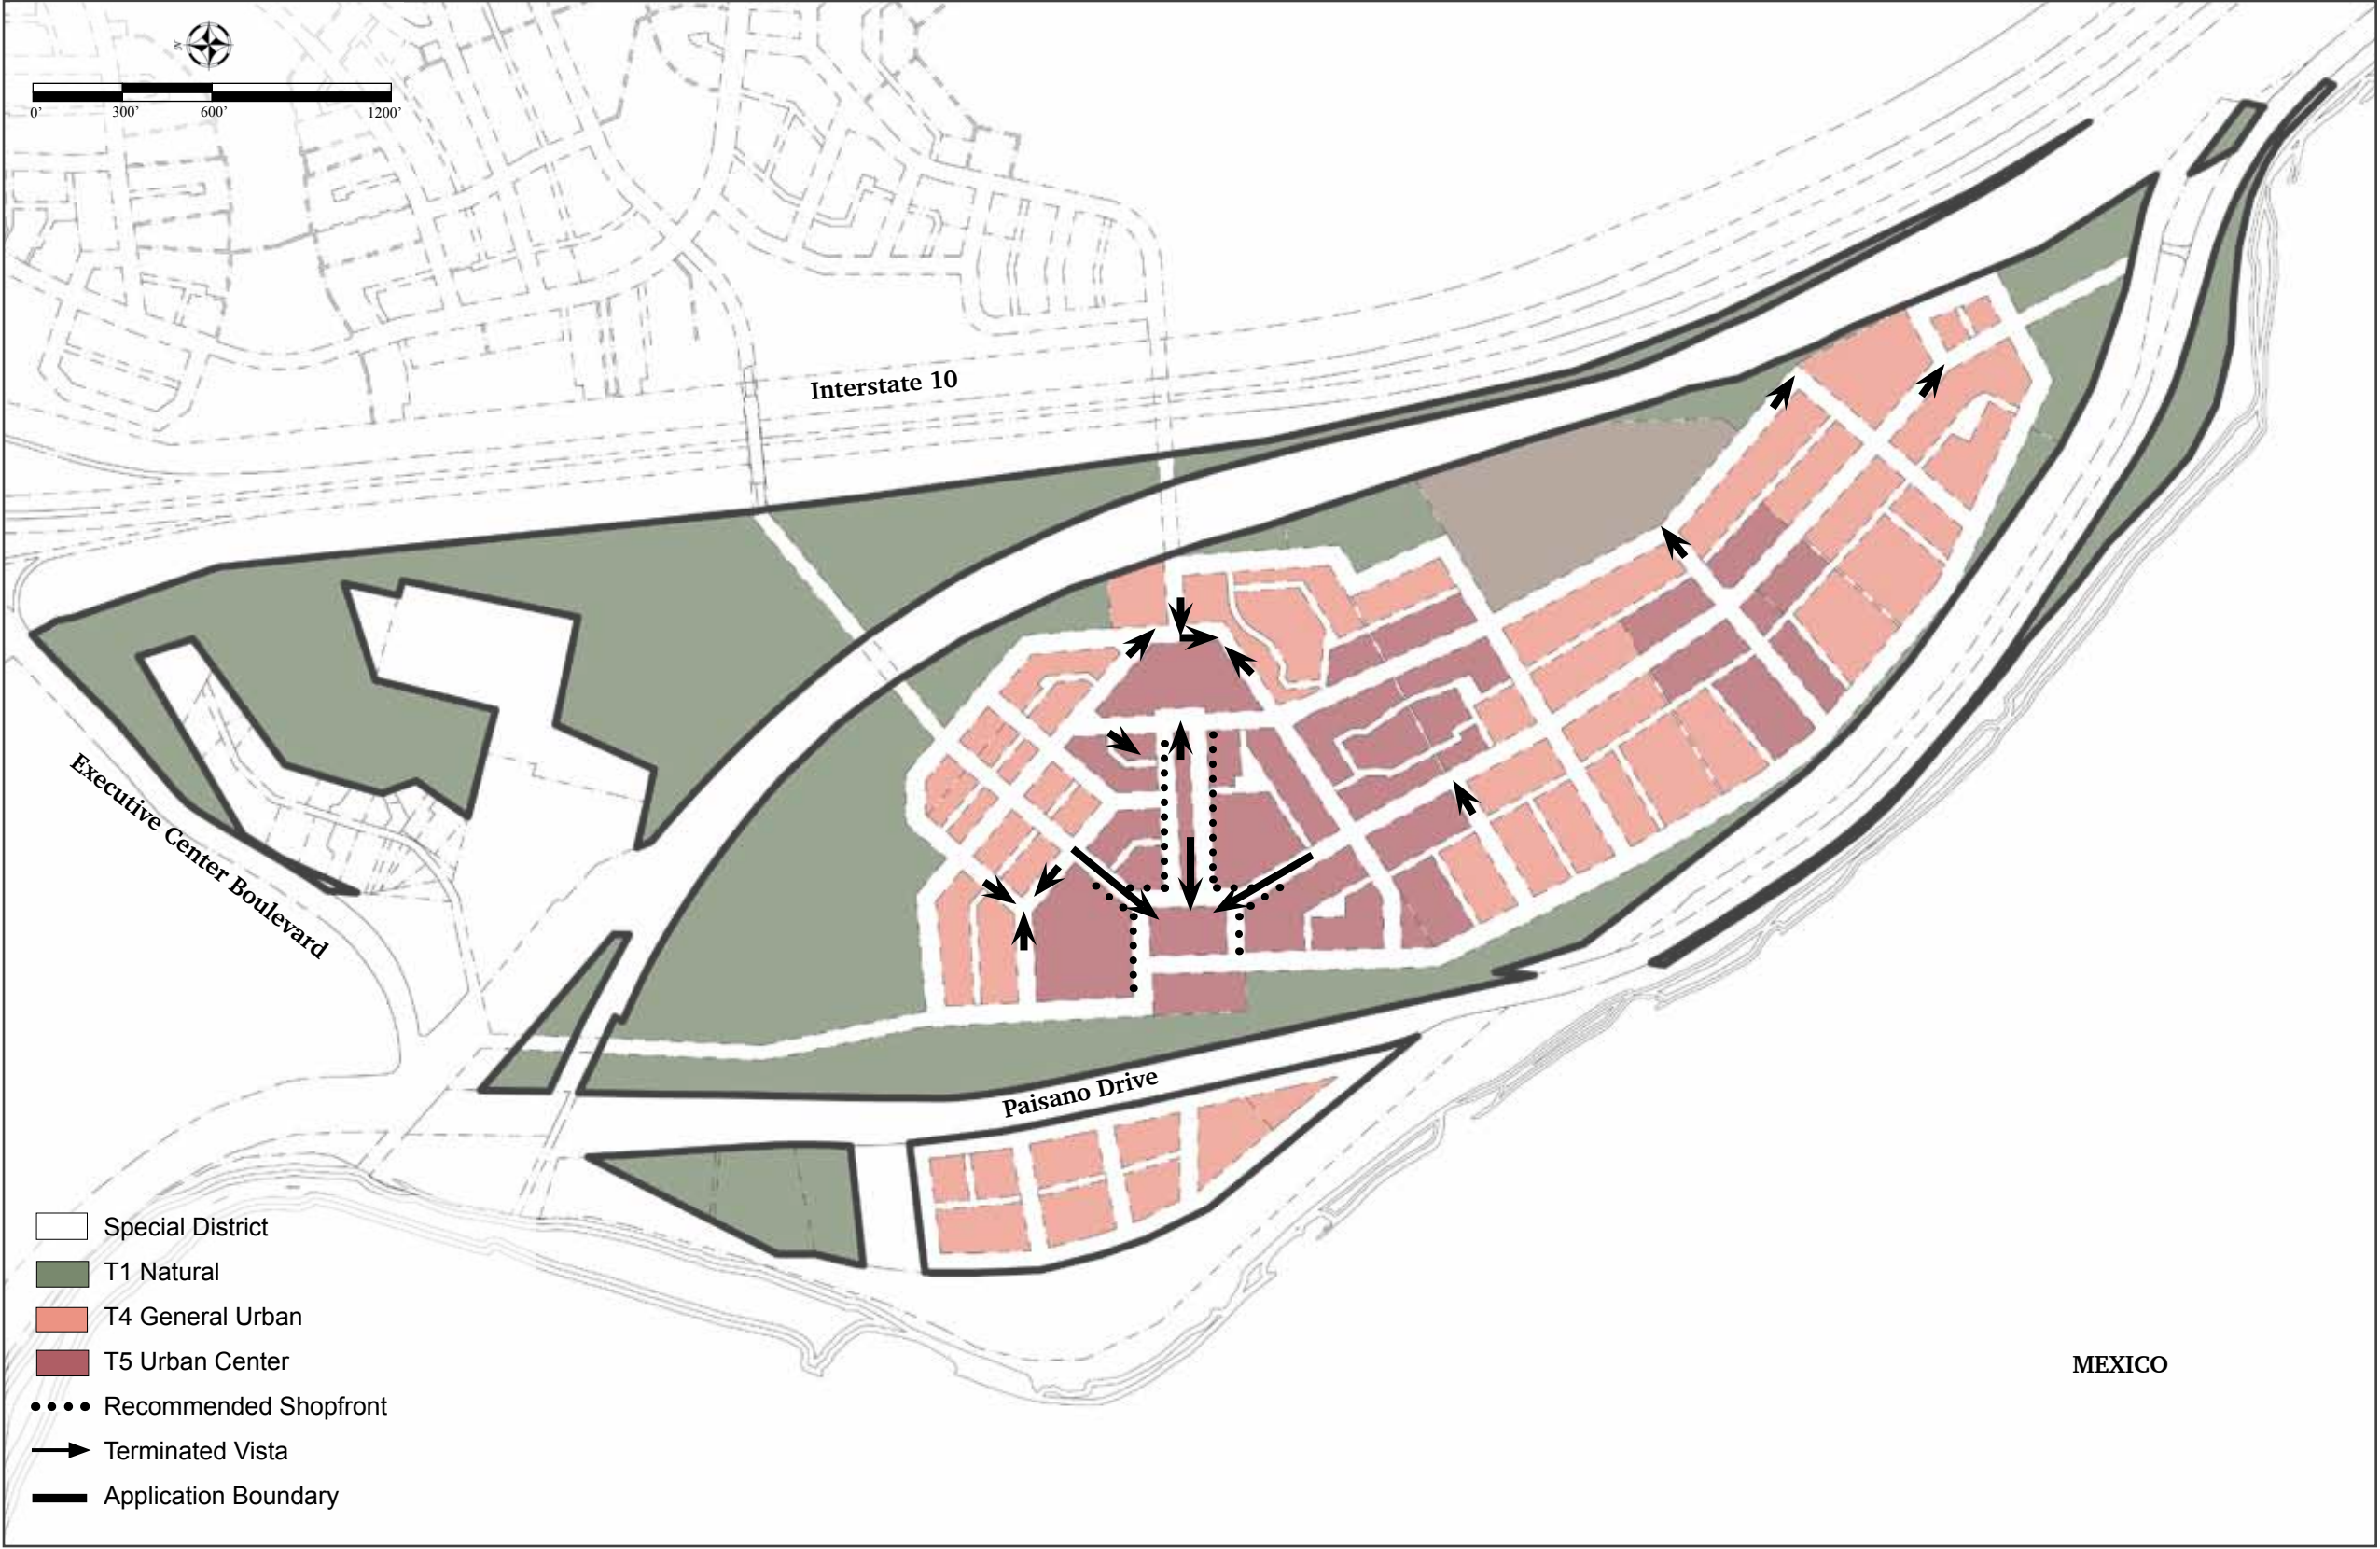 N
0’ 300’ 600’ 1200’
Interstate 10
Executive Center Boulevard
Paisano Drive
Special District
T1 Natural
T4 General Urban
T5 Urban Center
Recommended Shopfront
Terminated Vista
Application Boundary
MEXICO